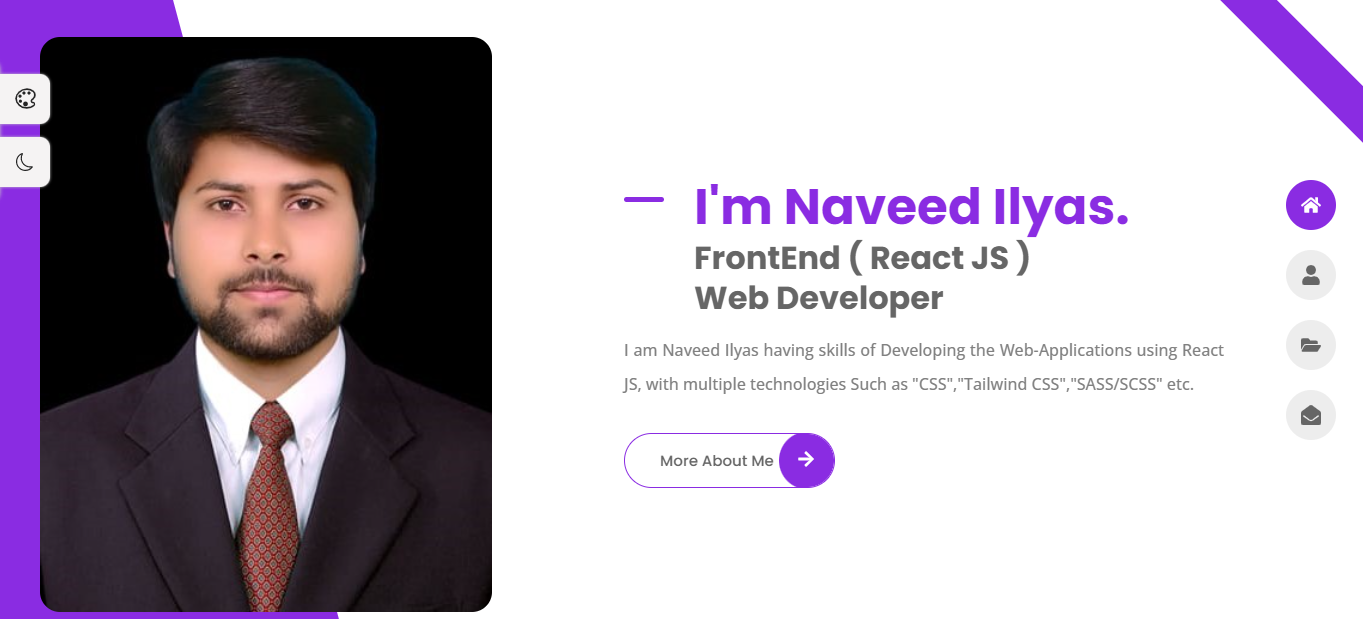 I'm Naveed Ilyas.
FrontEnd ( React JS )
Web Developer
I am Naveed Ilyas having skills of Developing the Web-Applications using React
JS, with multiple technologies Such as "CSS","Tailwind CSS","SASS/SCSS" etc.
More About Me